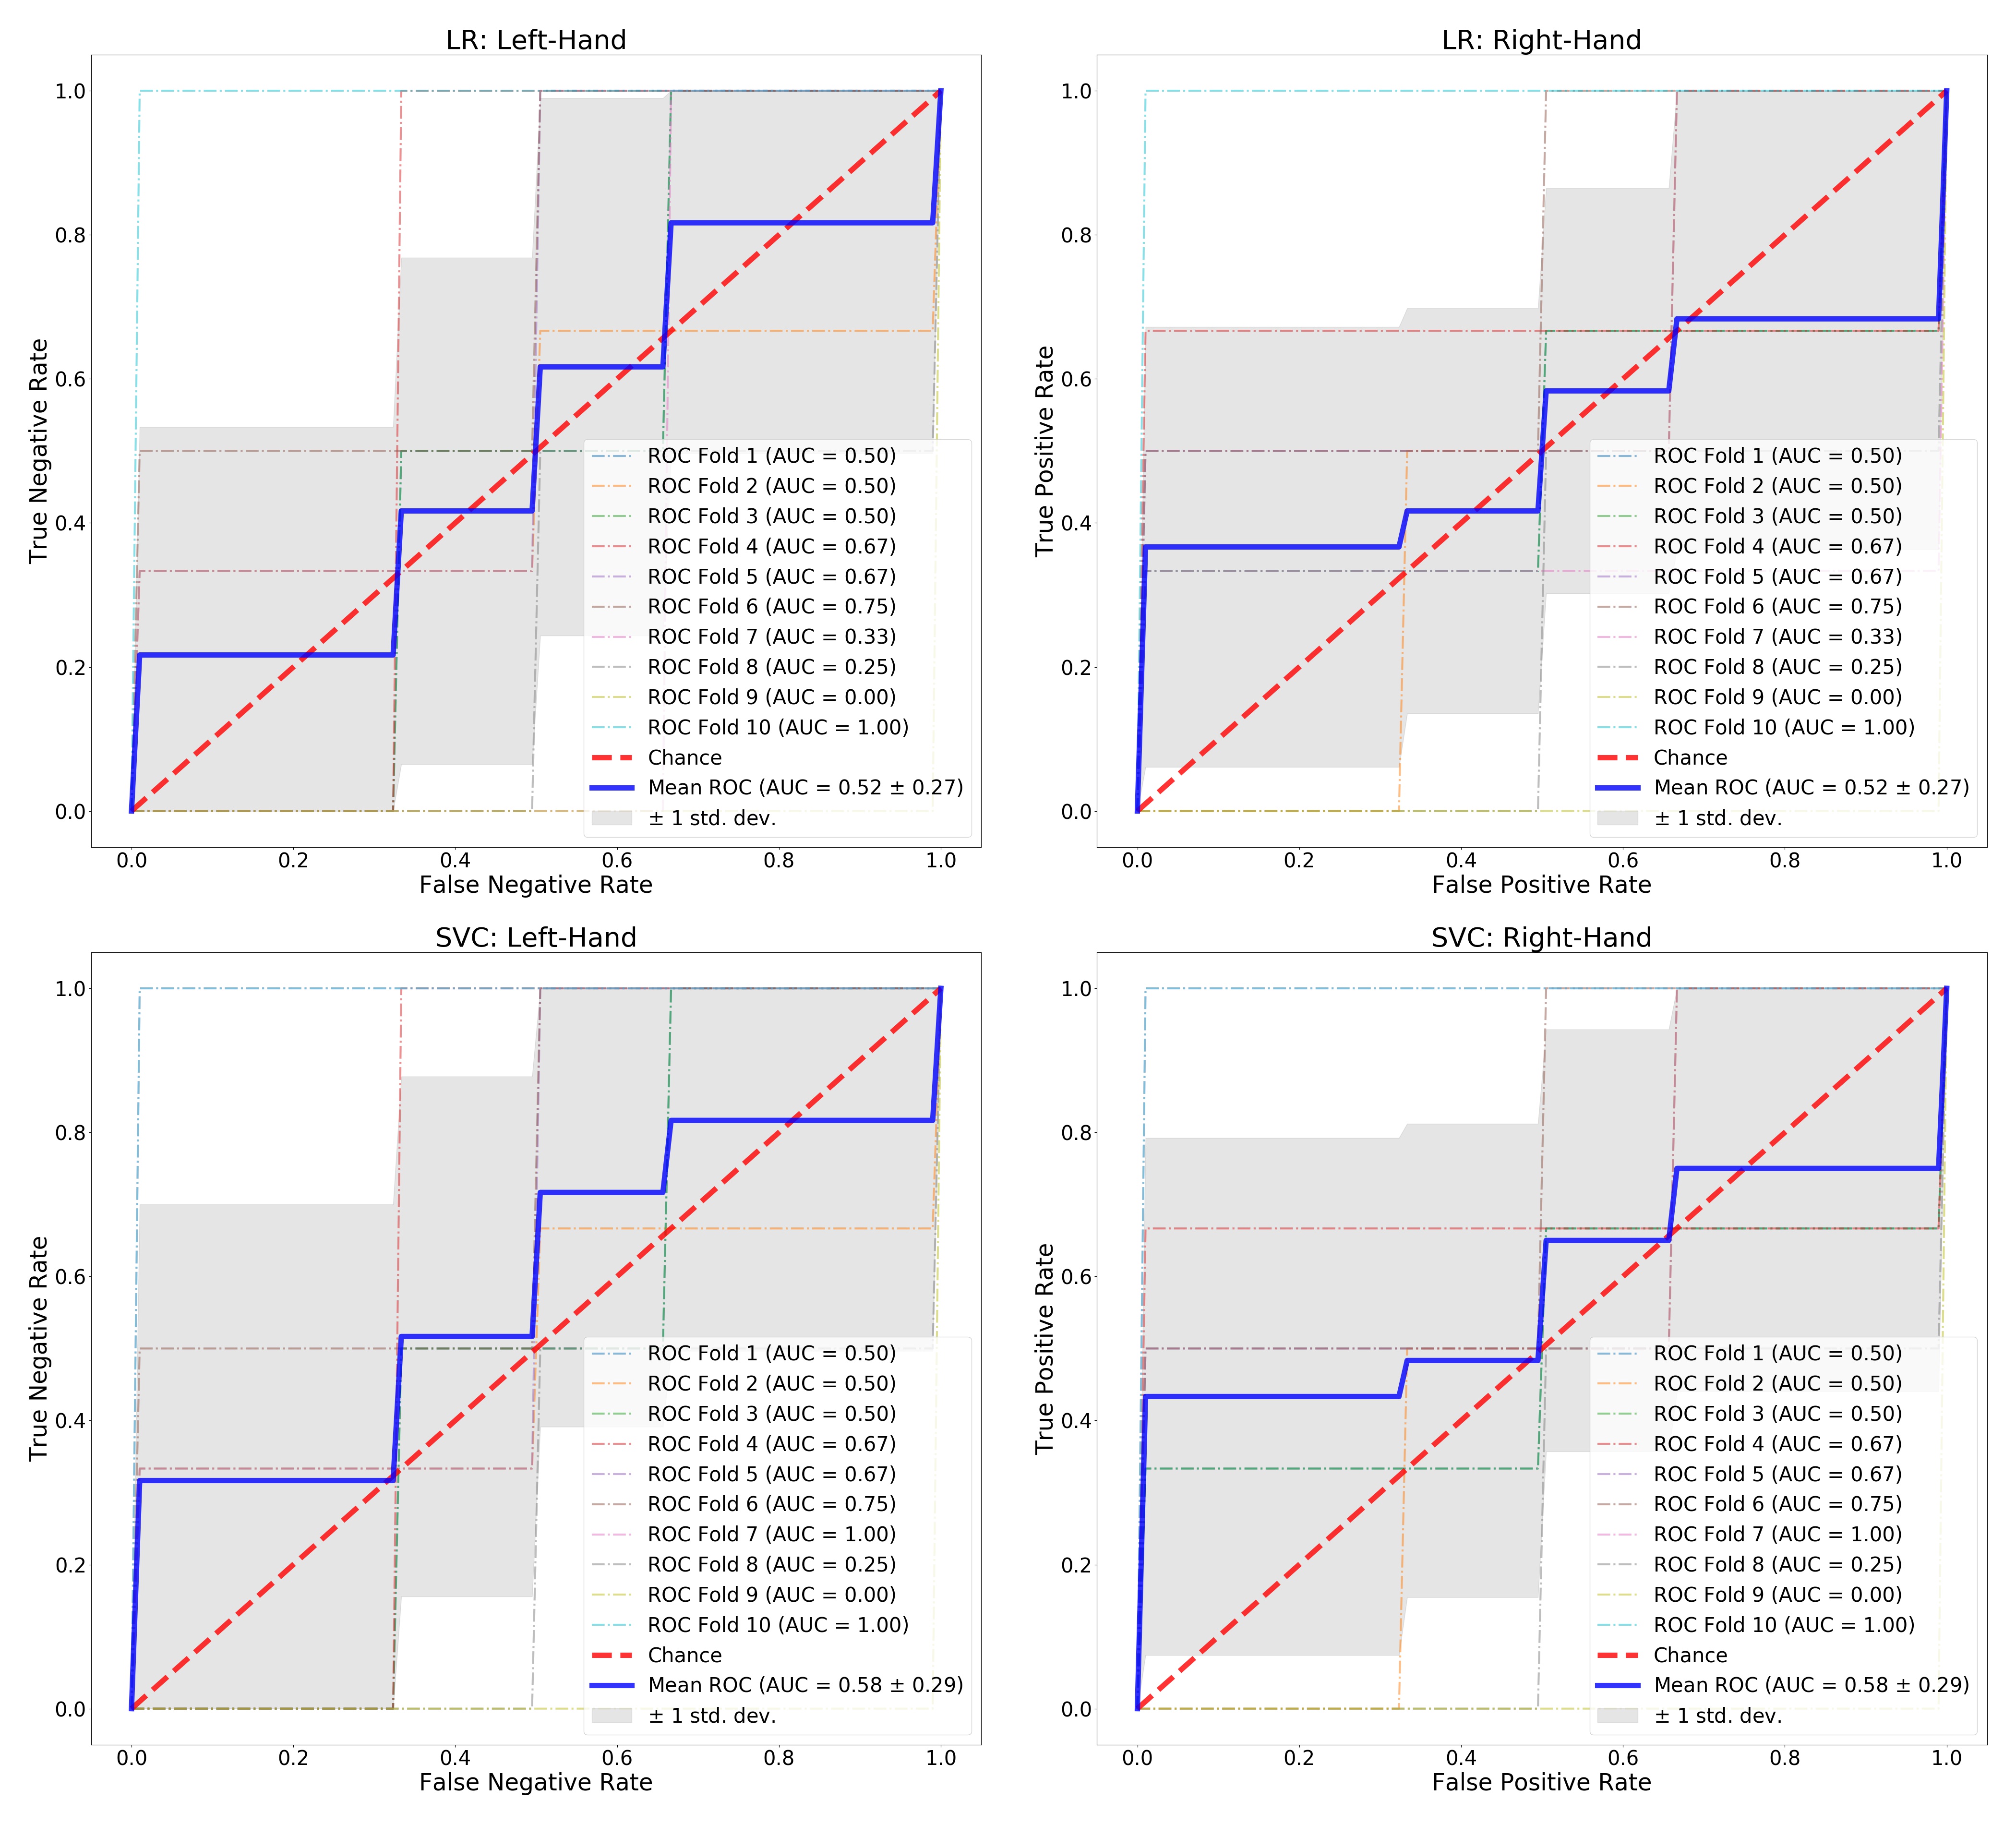 LR: Left-Hand
True Negative Rate
1.0
0.8
0.6
0.4
0.2
0.0
ROC Fold 1 (AUC = 0.50)
ROC Fold 2 (AUC = 0.50)
ROC Fold 3 (AUC = 0.50)
ROC Fold 4 (AUC = 0.67)
ROC Fold 5 (AUC = 0.67)
ROC Fold 6 (AUC = 0.75)
ROC Fold 7 (AUC = 0.33)
ROC Fold 8 (AUC = 0.25)
ROC Fold 9 (AUC = 0.00)
ROC Fold 10 (AUC = 1.00)
Chance
Mean ROC (AUC = 0.52 ± 0.27)
± 1 std. dev.
0.0 0.2 0.4 0.6 0.8 1.0
False Negative Rate
LR: Right-Hand
True Positive Rate
1.0
0.8
0.6
0.4
0.2
0.0
ROC Fold 1 (AUC = 0.50)
ROC Fold 2 (AUC = 0.50)
ROC Fold 3 (AUC = 0.50)
ROC Fold 4 (AUC = 0.67)
ROC Fold 5 (AUC = 0.67)
ROC Fold 6 (AUC = 0.75)
ROC Fold 7 (AUC = 0.33)
ROC Fold 8 (AUC = 0.25)
ROC Fold 9 (AUC = 0.00)
ROC Fold 10 (AUC = 1.00)
Chance
Mean ROC (AUC = 0.52 ± 0.27)
± 1 std. dev.
0.0 0.2 0.4 0.6 0.8 1.0
False Positive Rate
SVC: Left-Hand
True Negative Rate
1.0
0.8
0.6
0.4
0.2
0.0
ROC Fold 1 (AUC = 0.50)
ROC Fold 2 (AUC = 0.50)
ROC Fold 3 (AUC = 0.50)
ROC Fold 4 (AUC = 0.67)
ROC Fold 5 (AUC = 0.67)
ROC Fold 6 (AUC = 0.75)
ROC Fold 7 (AUC = 1.00)
ROC Fold 8 (AUC = 0.25)
ROC Fold 9 (AUC = 0.00)
ROC Fold 10 (AUC = 1.00)
Chance
Mean ROC (AUC = 0.58 ± 0.29)
± 1 std. dev.
0.0 0.2 0.4 0.6 0.8 1.0
False Negative Rate
SVC: Right-Hand
True Positive Rate
1.0
0.8
0.6
0.4
0.2
0.0
ROC Fold 1 (AUC = 0.50)
ROC Fold 2 (AUC = 0.50)
ROC Fold 3 (AUC = 0.50)
ROC Fold 4 (AUC = 0.67)
ROC Fold 5 (AUC = 0.67)
ROC Fold 6 (AUC = 0.75)
ROC Fold 7 (AUC = 1.00)
ROC Fold 8 (AUC = 0.25)
ROC Fold 9 (AUC = 0.00)
ROC Fold 10 (AUC = 1.00)
Chance
Mean ROC (AUC = 0.58 ± 0.29)
± 1 std. dev.
0.0 0.2 0.4 0.6 0.8 1.0
False Positive Rate